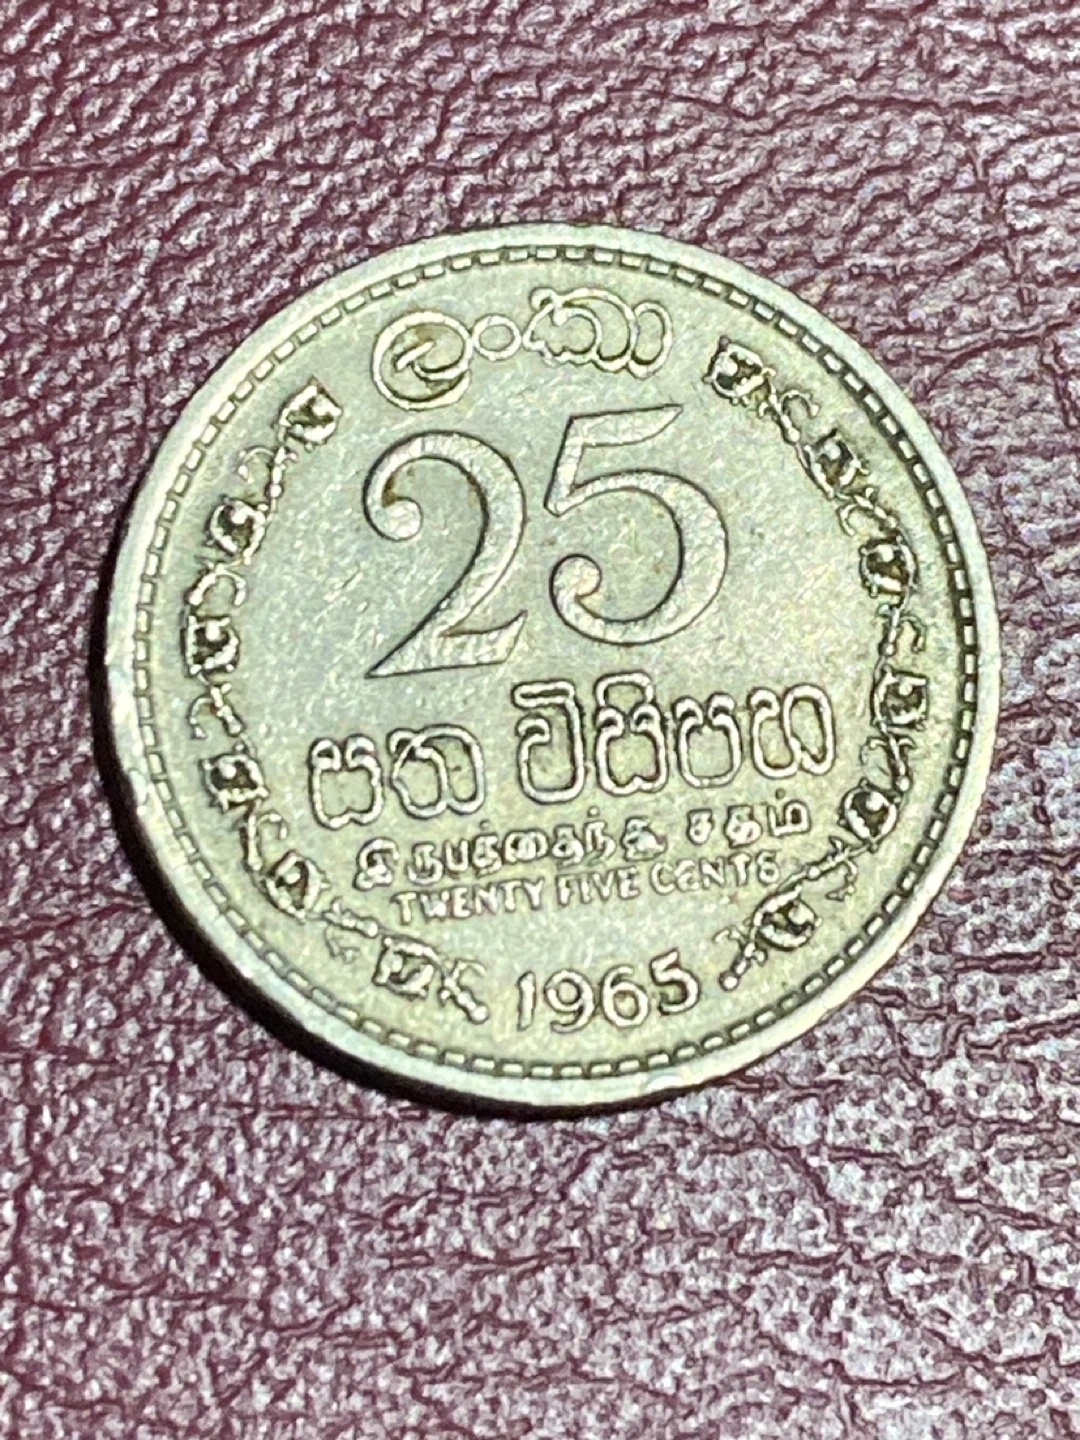 ලංකා
25
සත විසිපහ
இருபத்தைந்து சதம்
TWENTY FIVE CENTS
1965